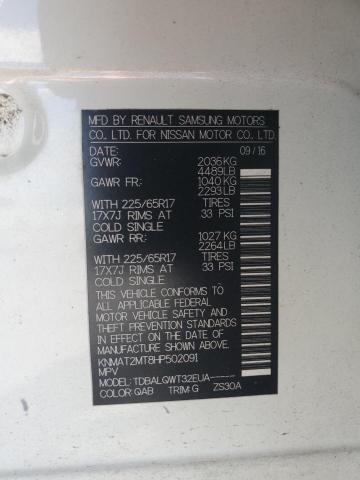 MFD BY RENAULT SAMSUNG MOTORS
CO. LTD. FOR NISSAN MOTOR CO. LTD.
DATE: 09 / 16
GVWR: 2036 KG
4489LB
GAWR FR: 1040 KG
2293 LB
WITH 225/65R17 TIRES
17X7J RIMS AT 33 PSI
COLD SINGLE
GAWR RR: 1027 KG
2264LB
WITH 225/65R17 TIRES
17X7J RIMS AT 33 PSI
COLD SINGLE
THIS VEHICLE CONFORMS TO
ALL APPLICABLE FEDERAL
MOTOR VEHICLE SAFETY
AND THEFT PREVENTION
STANDARDS IN EFFECT ON
THE DATE OF MANUFACTURE
SHOWN ABOVE.
KNMAT2MT8HP502091
MPV
MODEL: TDBALQWT32EUA-----
COLOR: QAB TRIM: G ZS30A